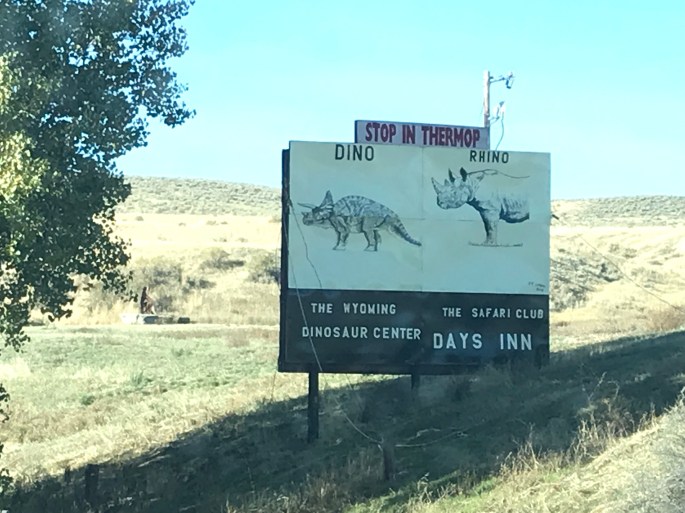 STOP IN THERMOP
DINO
RHINO
THE WYOMING
DINOSAUR CENTER
THE SAFARI CLUB
DAYS INN